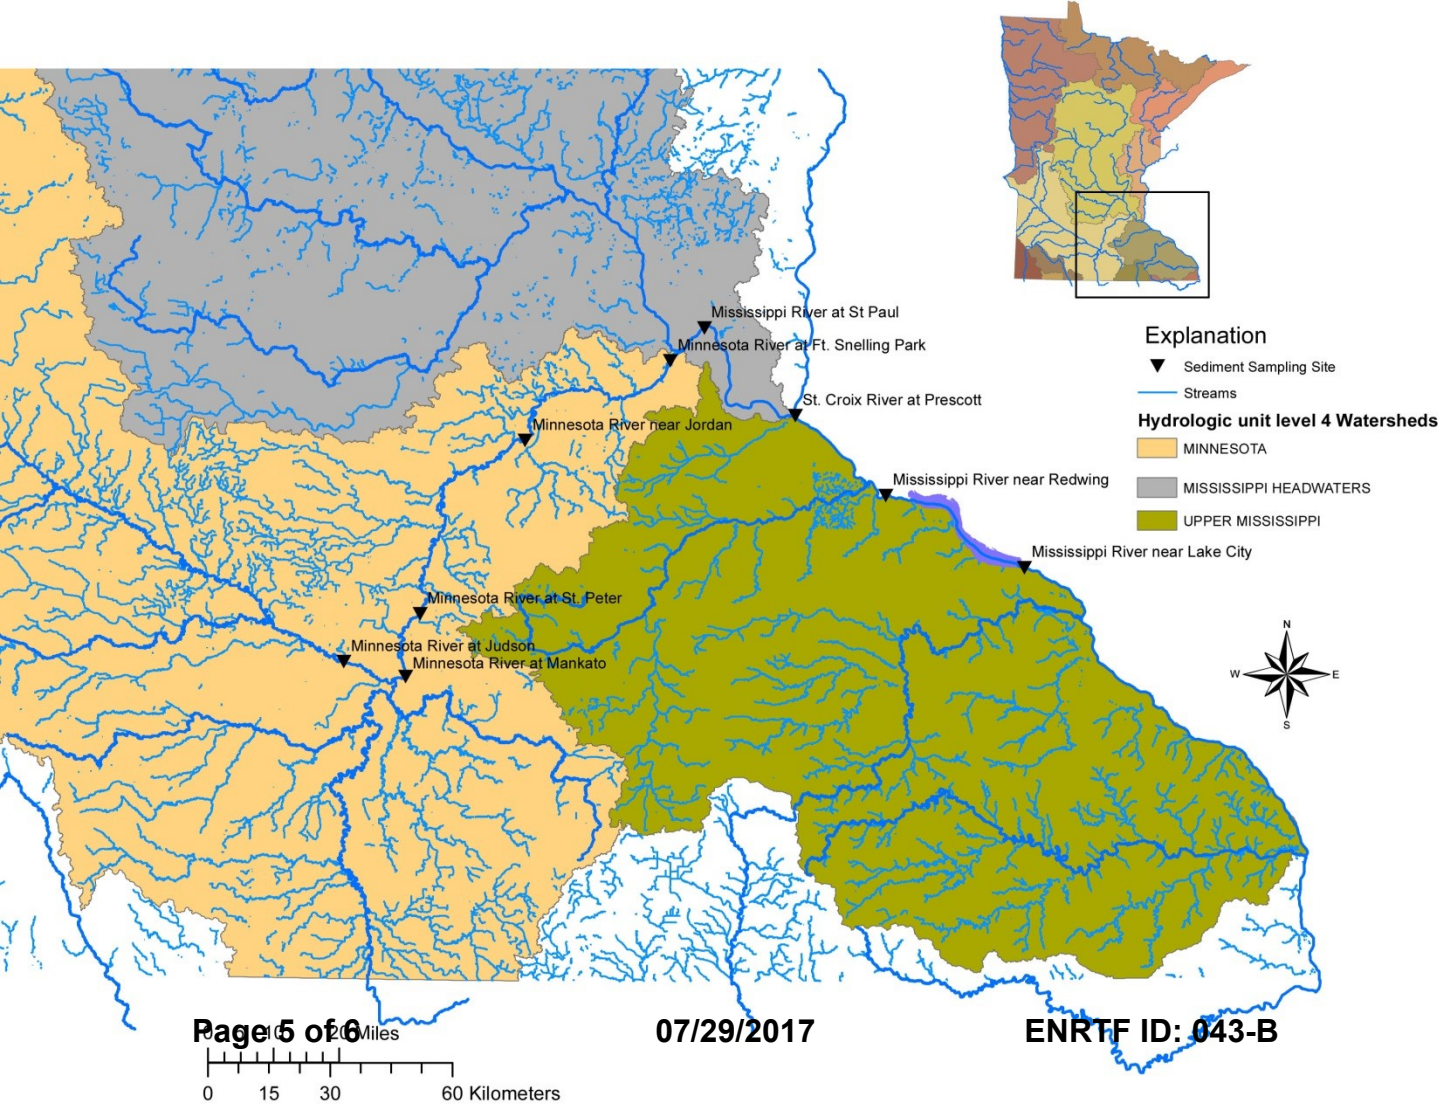 Mississippi River at St Paul
Minnesota River at Ft. Snelling Park
St. Croix River at Prescott
Minnesota River near Jordan
Mississippi River near Redwing
Mississippi River near Lake City
Minnesota River at St. Peter
Minnesota River at Judson
Minnesota River at Mankato
Explanation
Sediment Sampling Site
Streams
Hydrologic unit level 4 Watersheds
MINNESOTA
MISSISSIPPI HEADWATERS
UPPER MISSISSIPPI
N
W E
S
Page 5 of 6 07/29/2017 ENRTF ID: 043-B
0 10 20 Miles
0 15 30 60 Kilometers